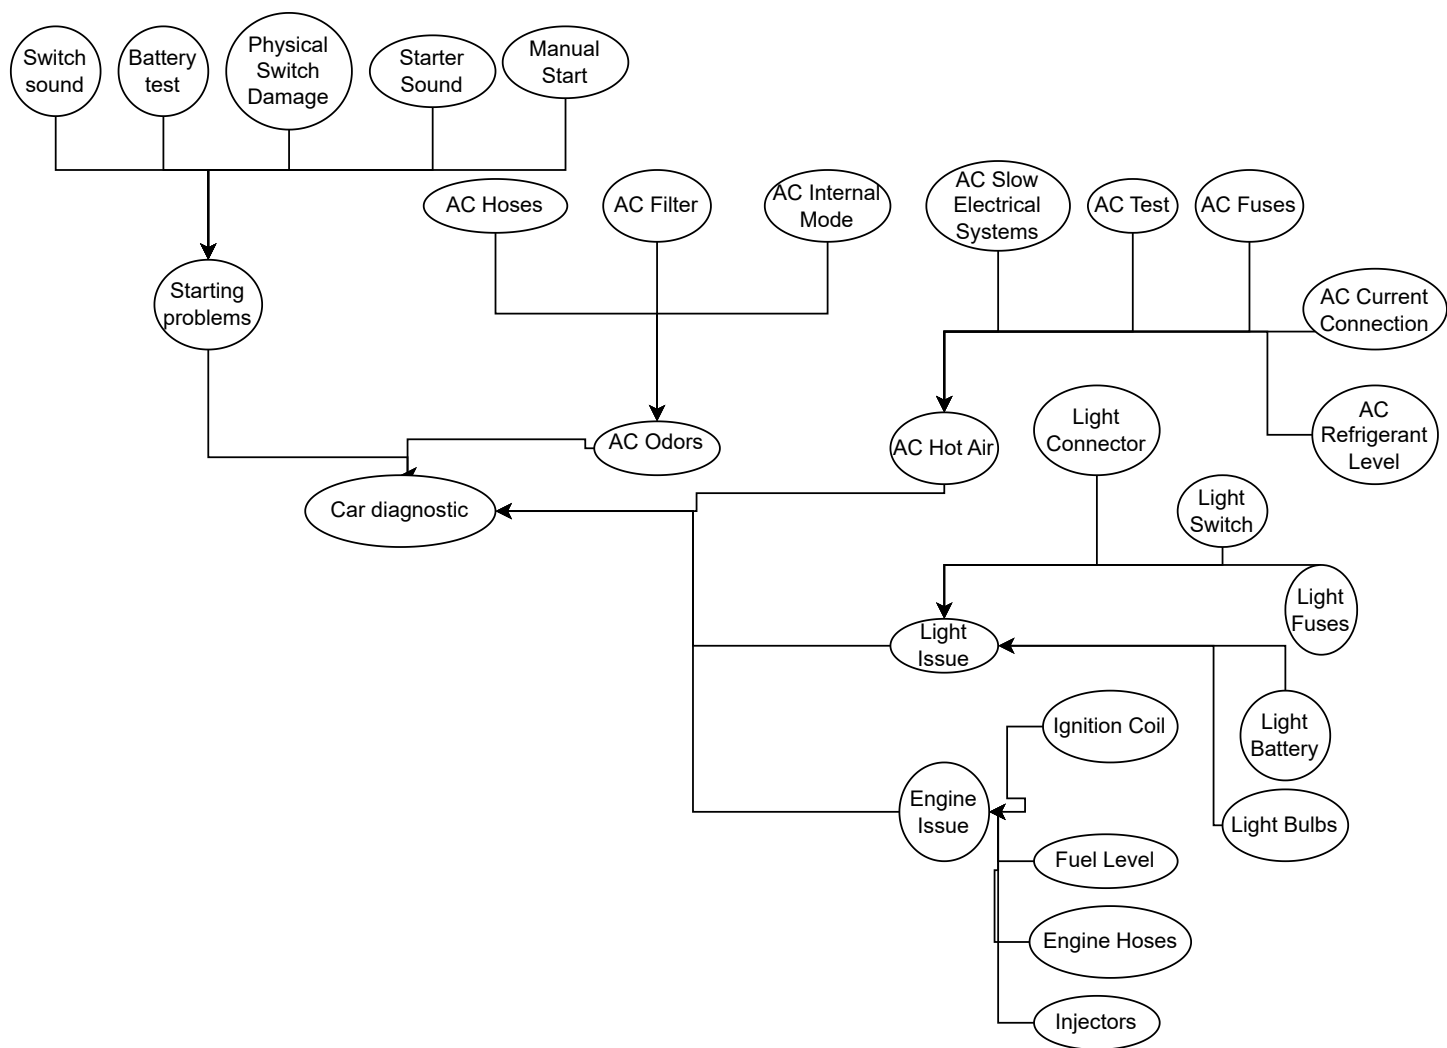 Switch
sound
Battery
test
Physical
Switch
Damage
Starter
Sound
Manual
Start
AC Hoses
AC Filter
AC Internal
Mode
AC Slow
Electrical
Systems
AC Test
AC Fuses
AC Current
Connection
Starting
problems
AC Odors
AC Hot Air
Light
Connector
AC
Refrigerant
Level
Car diagnostic
Light
Switch
Light
Fuses
Light
Issue
Ignition Coil
Light
Battery
Engine
Issue
Light Bulbs
Fuel Level
Engine Hoses
Injectors